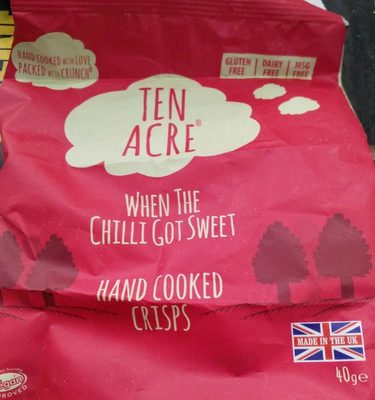 HAND COOKED WITH LOVE
PACKED WITH CRUNCH®
GLUTEN FREE
DAIRY FREE
MSG FREE
TEN
ACRE®
WHEN THE
CHILLI GOT SWEET
HAND COOKED
CRISPS
MADE IN THE UK
40g e